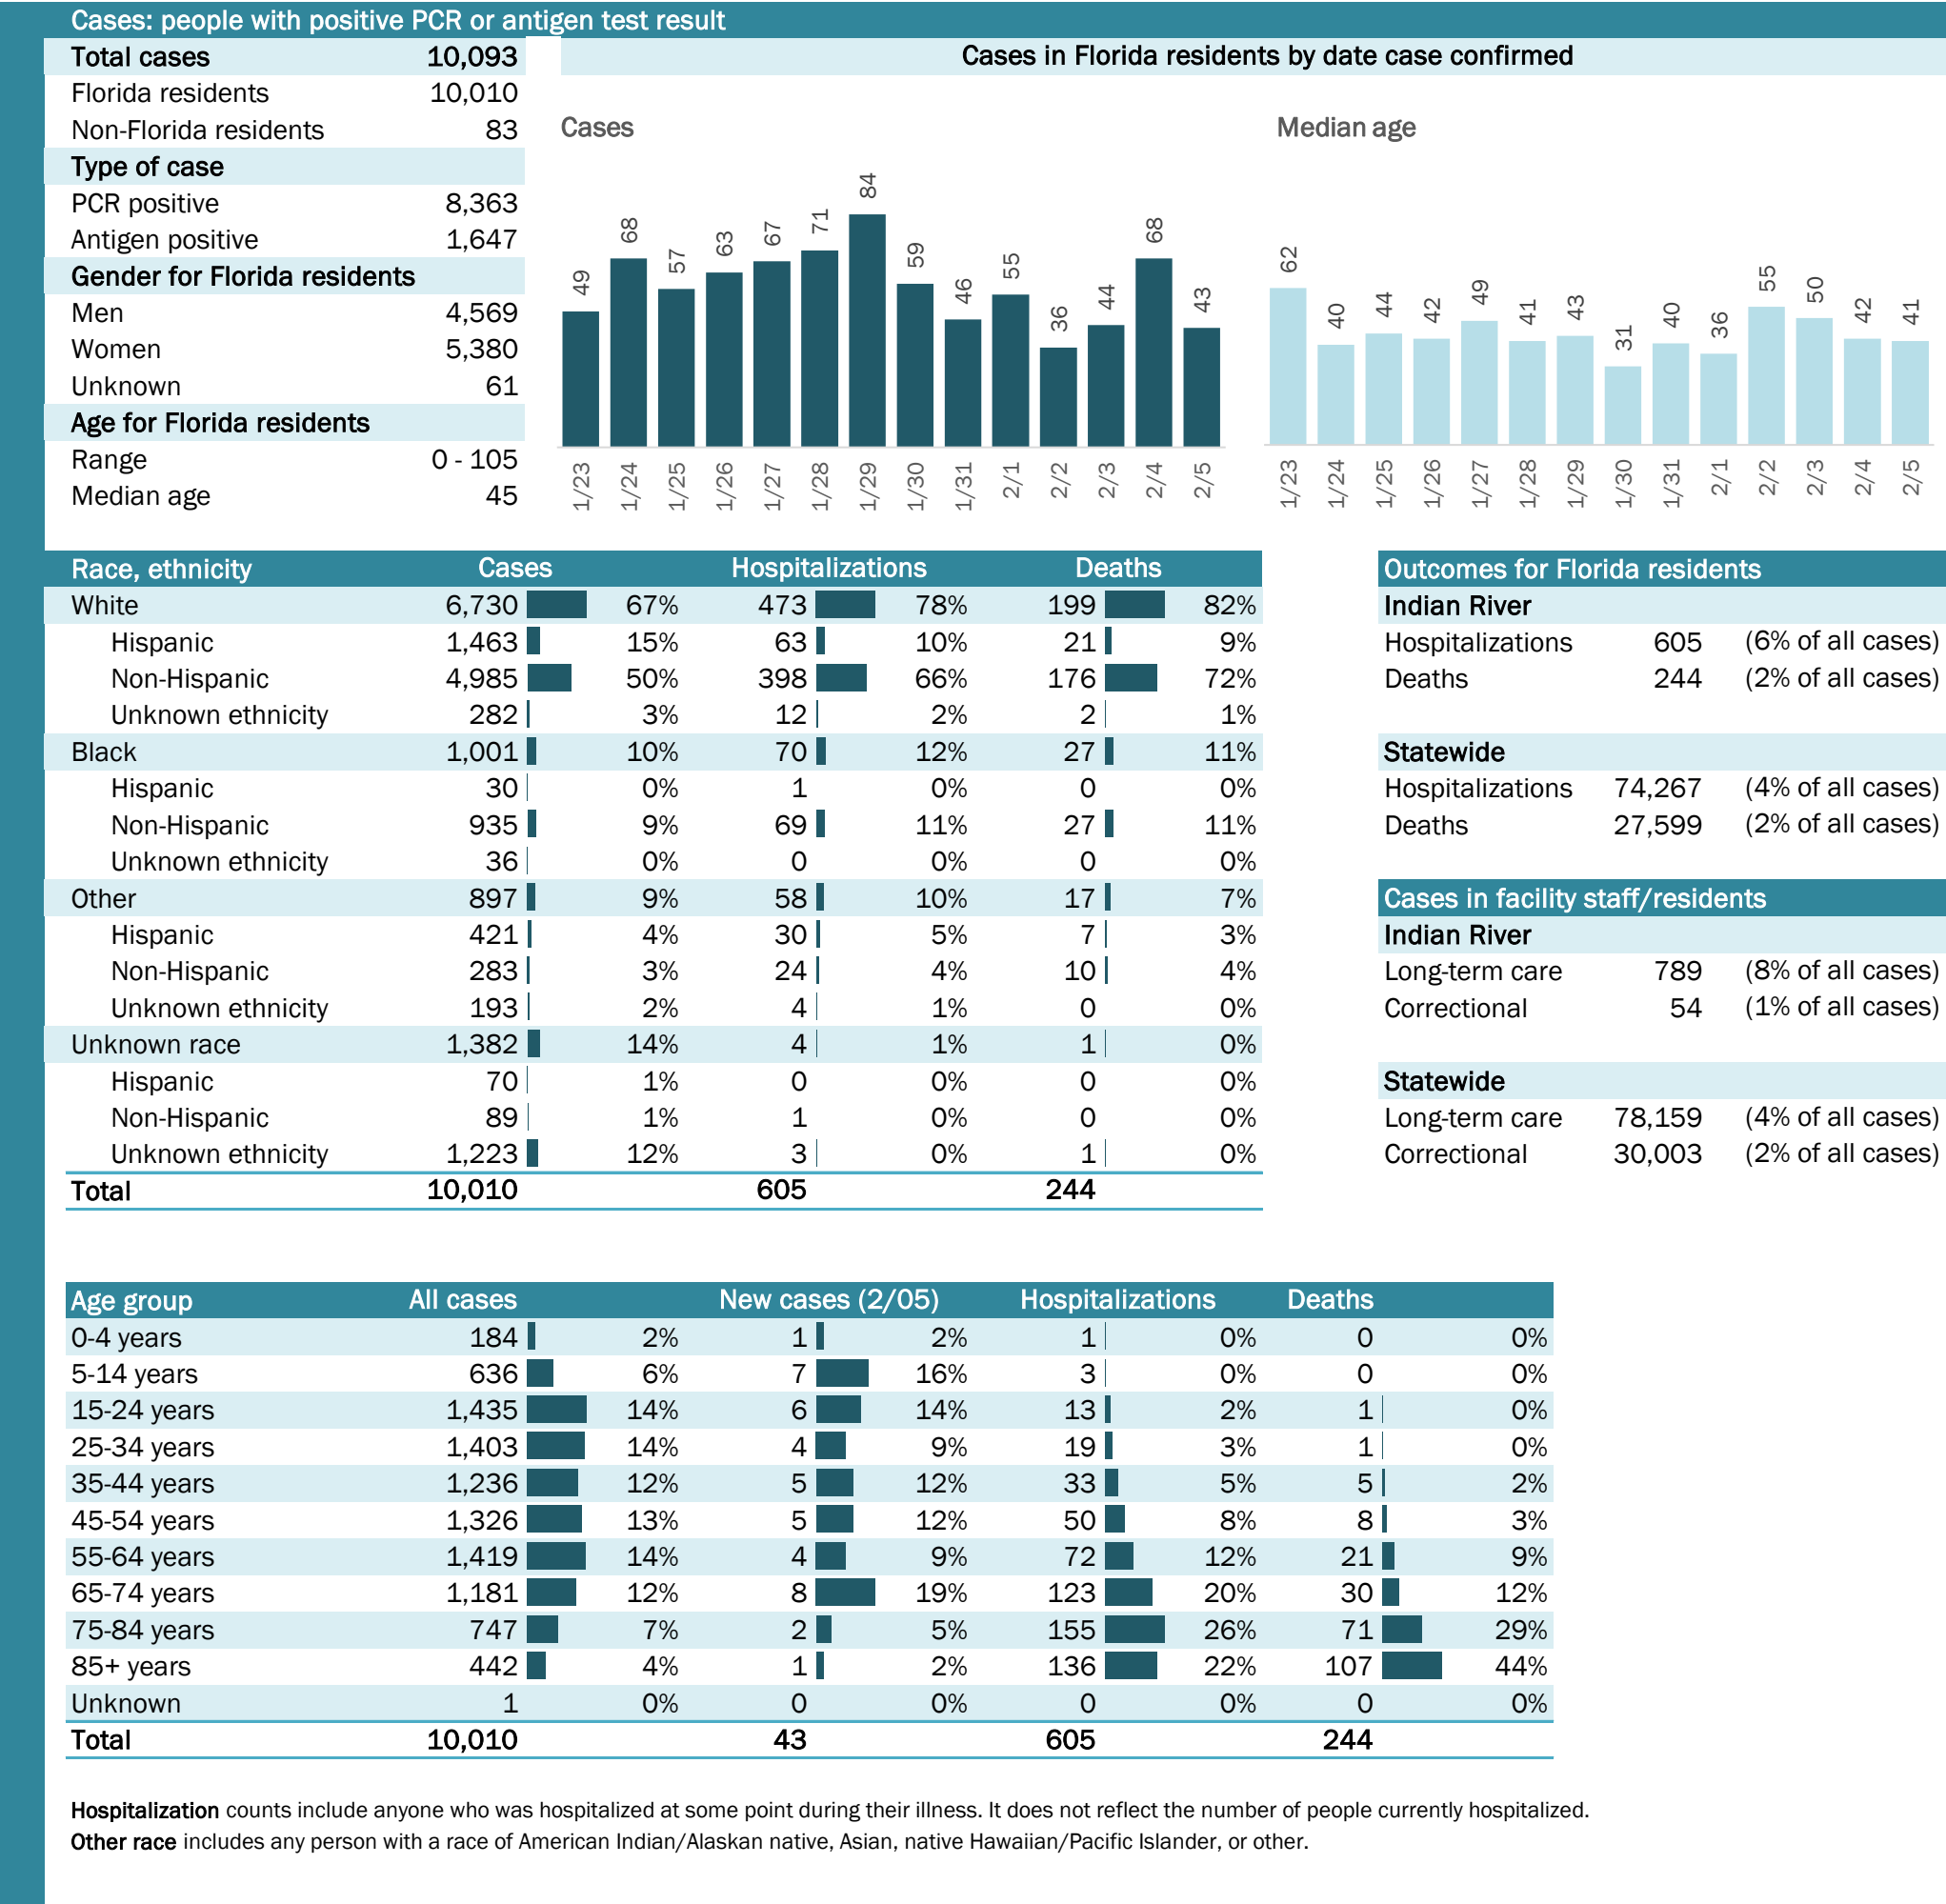 Cases: people with positive PCR or antigen test result
Total cases 10,093
Florida residents 10,010
Non-Florida residents 83
Type of case
PCR positive 8,363
Antigen positive 1,647
Gender for Florida residents
Men 4,569
Women 5,380
Unknown 61
Age for Florida residents
Range 0 - 105
Median age 45
Cases in Florida residents by date case confirmed
Cases
49 68 57 63 67 71 84 59 46 55 36 44 68 43
1/23 1/24 1/25 1/26 1/27 1/28 1/29 1/30 1/31 2/1 2/2 2/3 2/4 2/5
Median age
62 40 44 42 49 41 43 31 40 36 55 50 42 41
1/23 1/24 1/25 1/26 1/27 1/28 1/29 1/30 1/31 2/1 2/2 2/3 2/4 2/5
Race, ethnicity Cases Hospitalizations Deaths
White 6,730 67% 473 78% 199 82%
Hispanic 1,463 15% 63 10% 21 9%
Non-Hispanic 4,985 50% 398 66% 176 72%
Unknown ethnicity 282 3% 12 2% 2 1%
Black 1,001 10% 70 12% 27 11%
Hispanic 30 0% 1 0% 0 0%
Non-Hispanic 935 9% 69 11% 27 11%
Unknown ethnicity 36 0% 0 0% 0 0%
Other 897 9% 58 10% 17 7%
Hispanic 421 4% 30 5% 7 3%
Non-Hispanic 283 3% 24 4% 10 4%
Unknown ethnicity 193 2% 4 1% 0 0%
Unknown race 1,382 14% 4 1% 1 0%
Hispanic 70 1% 0 0% 0 0%
Non-Hispanic 89 1% 1 0% 0 0%
Unknown ethnicity 1,223 12% 3 0% 1 0%
Total 10,010 605 244
Outcomes for Florida residents
Indian River
Hospitalizations 605 (6% of all cases)
Deaths 244 (2% of all cases)
Statewide
Hospitalizations 74,267 (4% of all cases)
Deaths 27,599 (2% of all cases)
Cases in facility staff/residents
Indian River
Long-term care 789 (8% of all cases)
Correctional 54 (1% of all cases)
Statewide
Long-term care 78,159 (4% of all cases)
Correctional 30,003 (2% of all cases)
Age group All cases New cases (2/05) Hospitalizations Deaths
0-4 years 184 2% 1 2% 1 0% 0 0%
5-14 years 636 6% 7 16% 3 0% 0 0%
15-24 years 1,435 14% 6 14% 13 2% 1 0%
25-34 years 1,403 14% 4 9% 19 3% 1 0%
35-44 years 1,236 12% 5 12% 33 5% 5 2%
45-54 years 1,326 13% 5 12% 50 8% 8 3%
55-64 years 1,419 14% 4 9% 72 12% 21 9%
65-74 years 1,181 12% 8 19% 123 20% 30 12%
75-84 years 747 7% 2 5% 155 26% 71 29%
85+ years 442 4% 1 2% 136 22% 107 44%
Unknown 1 0% 0 0% 0 0% 0 0%
Total 10,010 43 605 244
Hospitalization counts include anyone who was hospitalized at some point during their illness. It does not reflect the number of people currently hospitalized.
Other race includes any person with a race of American Indian/Alaskan native, Asian, native Hawaiian/Pacific Islander, or other.